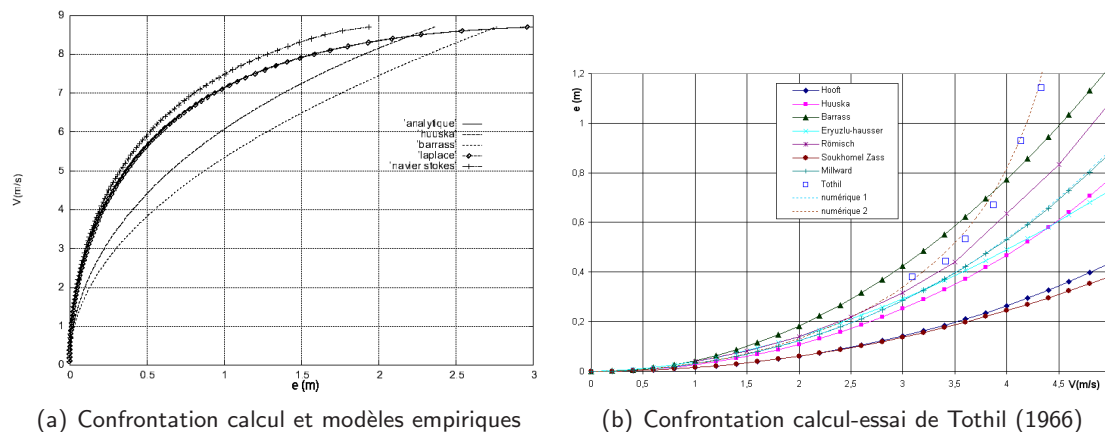 9
8
7
6
5
4
3
2
1
0
V(m/s)
'analytique'
'huuska'
'barrass'
'laplace'
'navier stokes'
0
0.5
1
1.5
2
2.5
3
e (m)
(a) Confrontation calcul et modèles empiriques
1,2
e (m)
1
0,8
0,6
0,4
0,2
0
Hooft
Huuska
Barrass
Eryuzlu-hausser
Römisch
Soukhomel Zass
Millward
Tothil
numérique 1
numérique 2
0
0,5
1
1,5
2
2,5
3
3,5
4
4,5
V(m/s)
(b) Confrontation calcul-essai de Tothil (1966)